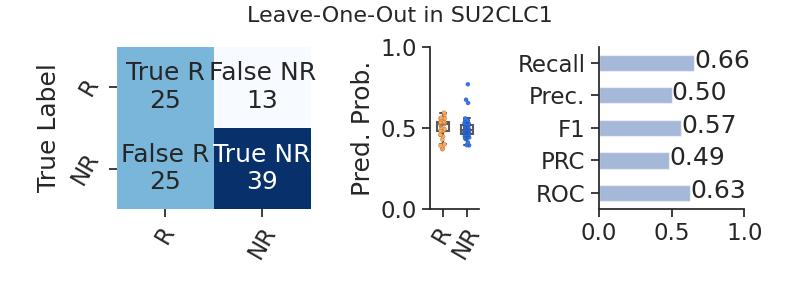 Leave-One-Out in SU2CLC1
True Label
R
NR
True R
25
False NR
13
False R
25
True NR
39
R
NR
Pred. Prob.
1.0
0.5
0.0
R
NR
Recall
0.66
Prec.
0.50
F1
0.57
PRC
0.49
ROC
0.63
0.0
0.5
1.0